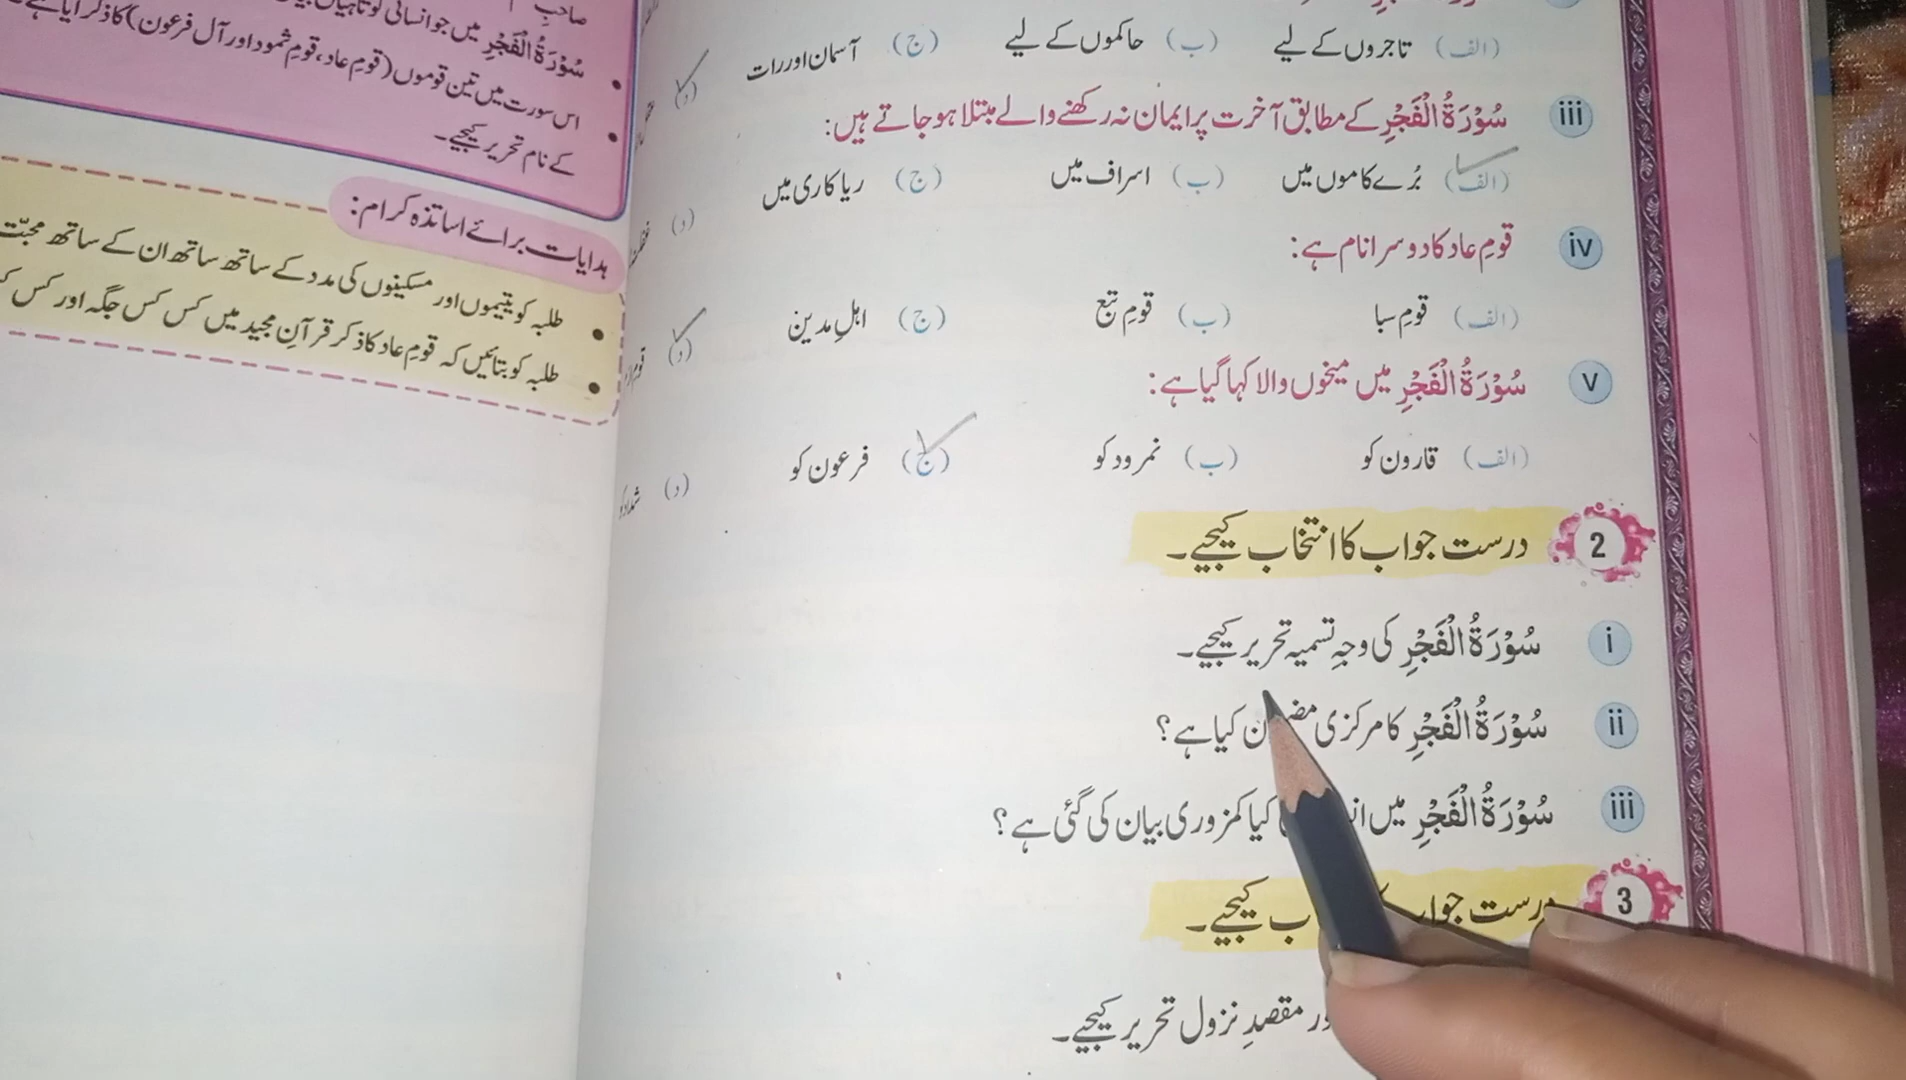 (الف) تاجروں کے لیے (ب) حاکموں کے لیے (ج) آسمان اور رات (د)
iii سُوْرَۃُ الْفَجْرِ کے مطابق آخرت پر ایمان نہ رکھنے والے مبتلا ہو جاتے ہیں:
(الف) بُرے کاموں میں (ب) اسراف میں (ج) ریاکاری میں (د)
iv قومِ عاد کا دوسرا نام ہے:
(الف) قومِ سبا (ب) قومِ تبع (ج) اہلِ مدین (د)
v سُوْرَۃُ الْفَجْرِ میں میخوں والا کہا گیا ہے:
(الف) قارون کو (ب) نمرود کو (ج) فرعون کو (د) شداد کو
2 درست جواب کا انتخاب کیجیے۔
i سُوْرَۃُ الْفَجْرِ کی وجہِ تسمیہ تحریر کیجیے۔
ii سُوْرَۃُ الْفَجْرِ کا مرکزی کیا ہے؟
iii سُوْرَۃُ الْفَجْرِ میں کیا کمزوری بیان کی گئی ہے؟
3 درست جواب کیجیے۔
مقصدِ نزول تحریر کیجیے۔
صاحبِ
سُوْرَۃُ الْفَجْرِ میں جو انسانی کوتاہیاں
اس سورت میں تین قوموں (قومِ عاد، قومِ ثمود اور آلِ فرعون) کا ذکر آیا ہے
کے نام تحریر کیجیے۔
ہدایات برائے اساتذہ کرام:
طلبہ کو یتیموں اور مسکینوں کی مدد کے ساتھ ساتھ ان کے ساتھ محبّت
طلبہ کو بتائیں کہ قومِ عاد کا ذکر قرآنِ مجید میں کس کس جگہ اور کس